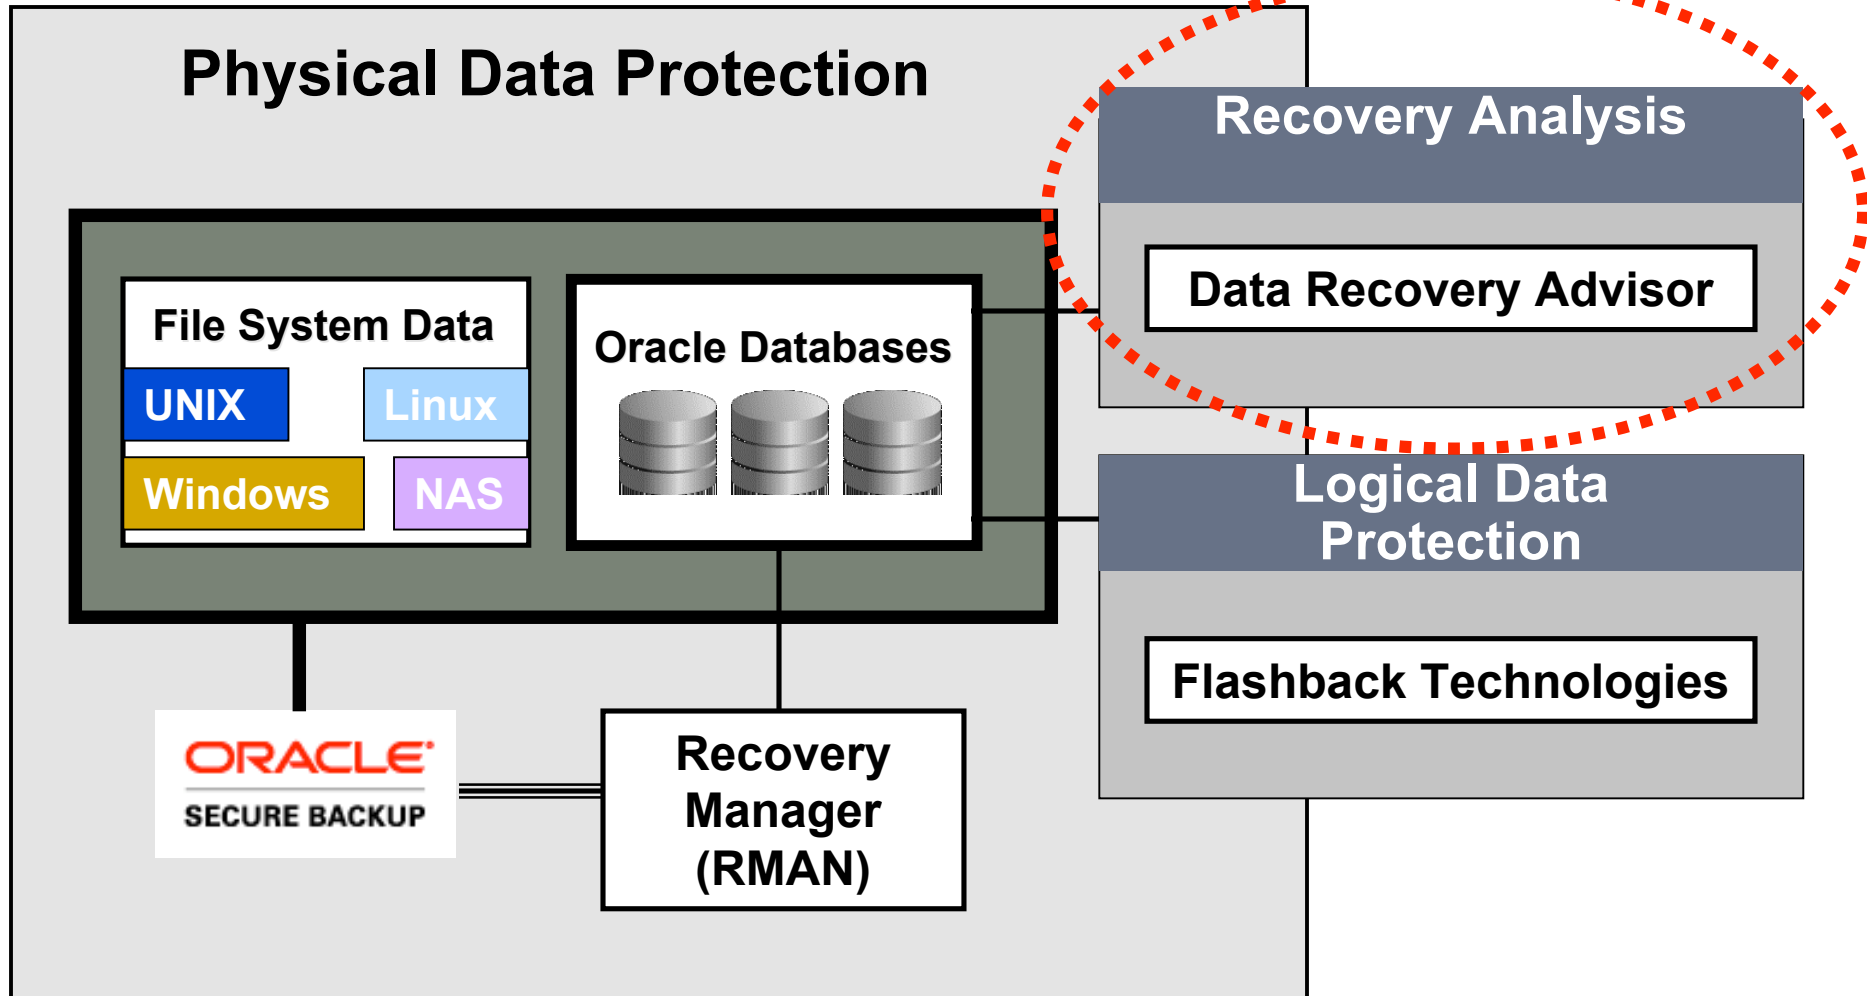 Physical Data Protection
Recovery Analysis
Data Recovery Advisor
File System Data
UNIX
Linux
Windows
NAS
Oracle Databases
Logical Data
Protection
Flashback Technologies
ORACLE
SECURE BACKUP
Recovery
Manager
(RMAN)